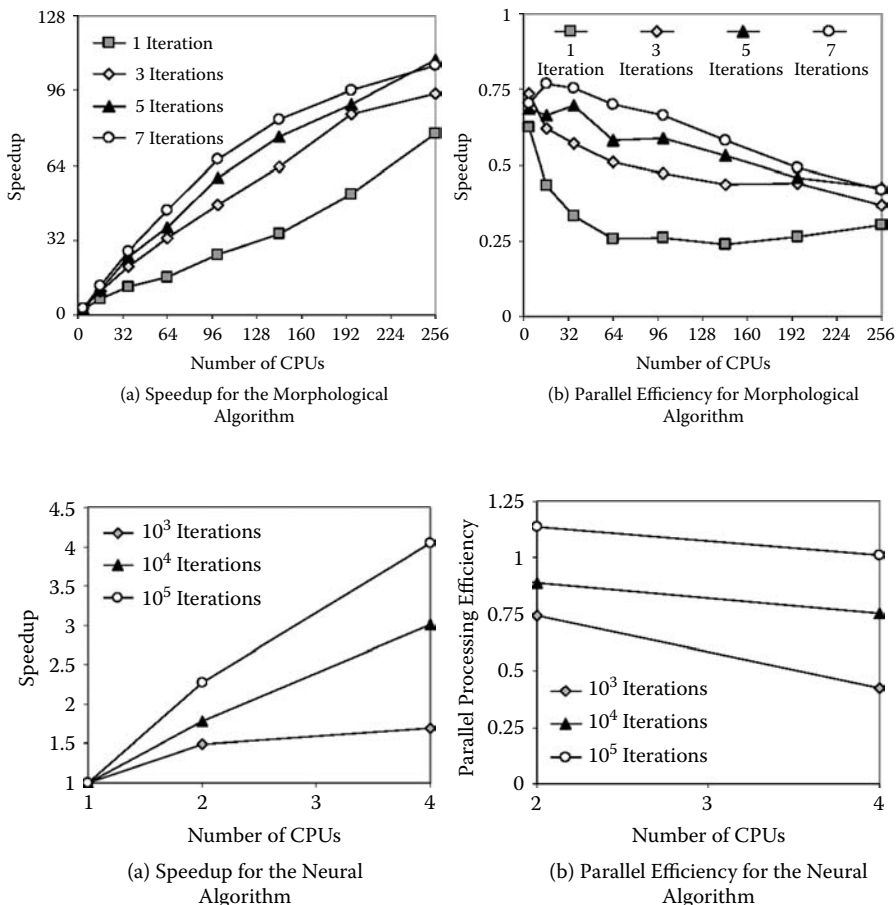 128
96
64
32
0
Speedup
1 Iteration
3 Iterations
5 Iterations
7 Iterations
0 32 64 96 128 160 192 224 256
Number of CPUs
(a) Speedup for the Morphological
Algorithm
1
0.75
0.5
0.25
0
Speedup
1 3 5 7
Iteration Iterations Iterations Iterations
0 32 64 96 128 160 192 224 256
Number of CPUs
(b) Parallel Efficiency for Morphological
Algorithm
4.5
4
3.5
3
2.5
2
1.5
1
Speedup
10³ Iterations
10⁴ Iterations
10⁵ Iterations
1 2 3 4
Number of CPUs
(a) Speedup for the Neural
Algorithm
1.25
1
0.75
0.5
0.25
0
Parallel Processing Efficiency
10³ Iterations
10⁴ Iterations
10⁵ Iterations
2 3 4
Number of CPUs
(b) Parallel Efficiency for the Neural
Algorithm